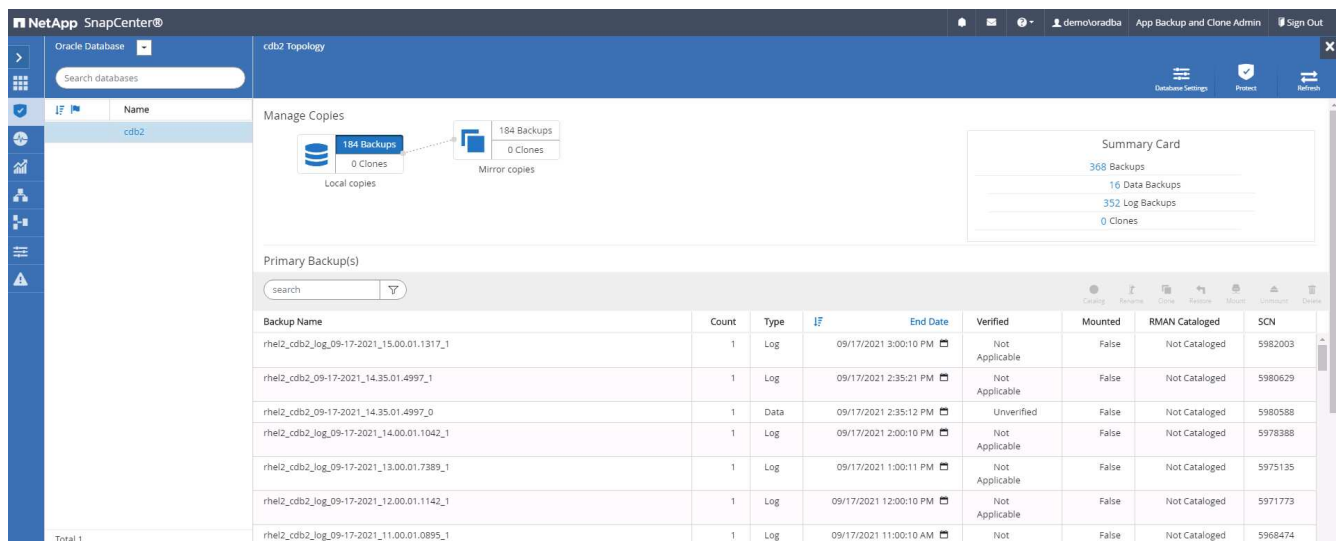 NetApp SnapCenter® demo\oradba App Backup and Clone Admin Sign Out
Oracle Database
Search databases
Name
cdb2
Total 1
cdb2 Topology
Database Settings Protect Refresh
Manage Copies
184 Backups
0 Clones
Local copies
184 Backups
0 Clones
Mirror copies
Summary Card
368 Backups
16 Data Backups
352 Log Backups
0 Clones
Primary Backup(s)
search
Catalog Rename Clone Restore Mount Unmount Delete
Backup Name Count Type End Date Verified Mounted RMAN Cataloged SCN
rhel2_cdb2_log_09-17-2021_15.00.01.1317_1 1 Log 09/17/2021 3:00:10 PM Not Applicable False Not Cataloged 5982003
rhel2_cdb2_09-17-2021_14.35.01.4997_1 1 Log 09/17/2021 2:35:21 PM Not Applicable False Not Cataloged 5980629
rhel2_cdb2_09-17-2021_14.35.01.4997_0 1 Data 09/17/2021 2:35:12 PM Unverified False Not Cataloged 5980588
rhel2_cdb2_log_09-17-2021_14.00.01.1042_1 1 Log 09/17/2021 2:00:10 PM Not Applicable False Not Cataloged 5978388
rhel2_cdb2_log_09-17-2021_13.00.01.7389_1 1 Log 09/17/2021 1:00:11 PM Not Applicable False Not Cataloged 5975135
rhel2_cdb2_log_09-17-2021_12.00.01.1142_1 1 Log 09/17/2021 12:00:10 PM Not Applicable False Not Cataloged 5971773
rhel2_cdb2_log_09-17-2021_11.00.01.0895_1 1 Log 09/17/2021 11:00:10 AM Not False Not Cataloged 5968474